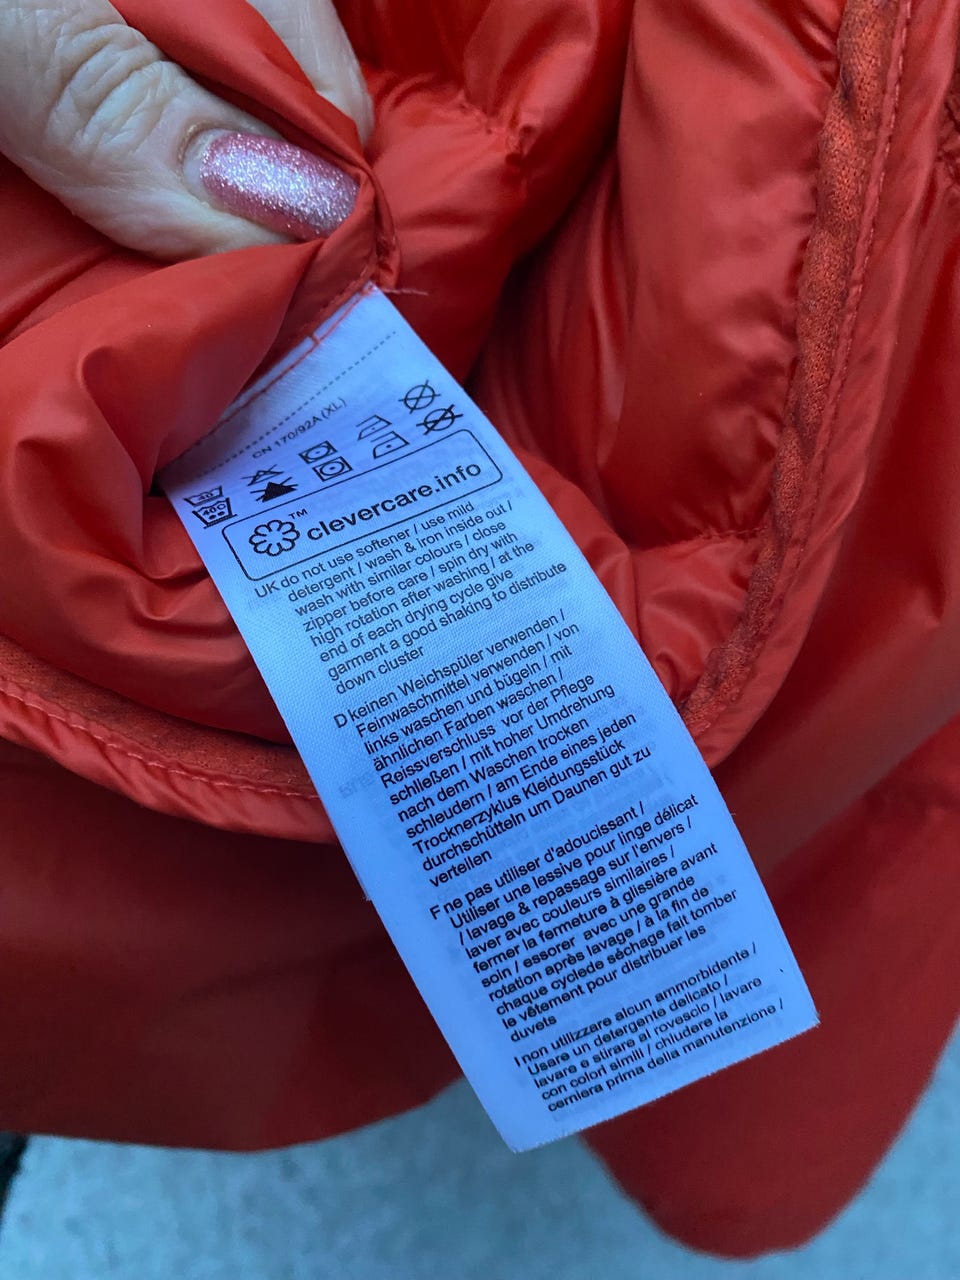 CN 170/92A (XL)
40
40C
clevercare.info™
UK do not use softener / use mild
detergent / wash & iron inside out /
wash with similar colours / close
zipper before care / spin dry with
high rotation after washing / at the
end of each drying cycle give
garment a good shaking to distribute
down cluster
D keinen Weichspüler verwenden /
Feinwaschmittel verwenden / von
links waschen und bügeln / mit
ähnlichen Farben waschen /
Reissverschluss vor der Pflege
schließen / mit hoher Umdrehung
nach dem Waschen trocken
schleudern / am Ende eines jeden
Trocknerzyklus Kleidungsstück
durchschütteln um Daunen gut zu
verteilen
F ne pas utiliser d'adoucissant /
Utiliser une lessive pour linge délicat
/ lavage & repassage sur l'envers /
laver avec couleurs similaires /
fermer la fermeture à glissière avant
soin / essorer avec une grande
rotation après lavage / à la fin de
chaque cyclede séchage fait tomber
le vêtement pour distribuer les
duvets
I non utilizzare alcun ammorbidente /
Usare un detergente delicato /
lavare e stirare al rovescio / lavare
con colori simili / chiudere la
cerniera prima della manutenzione /